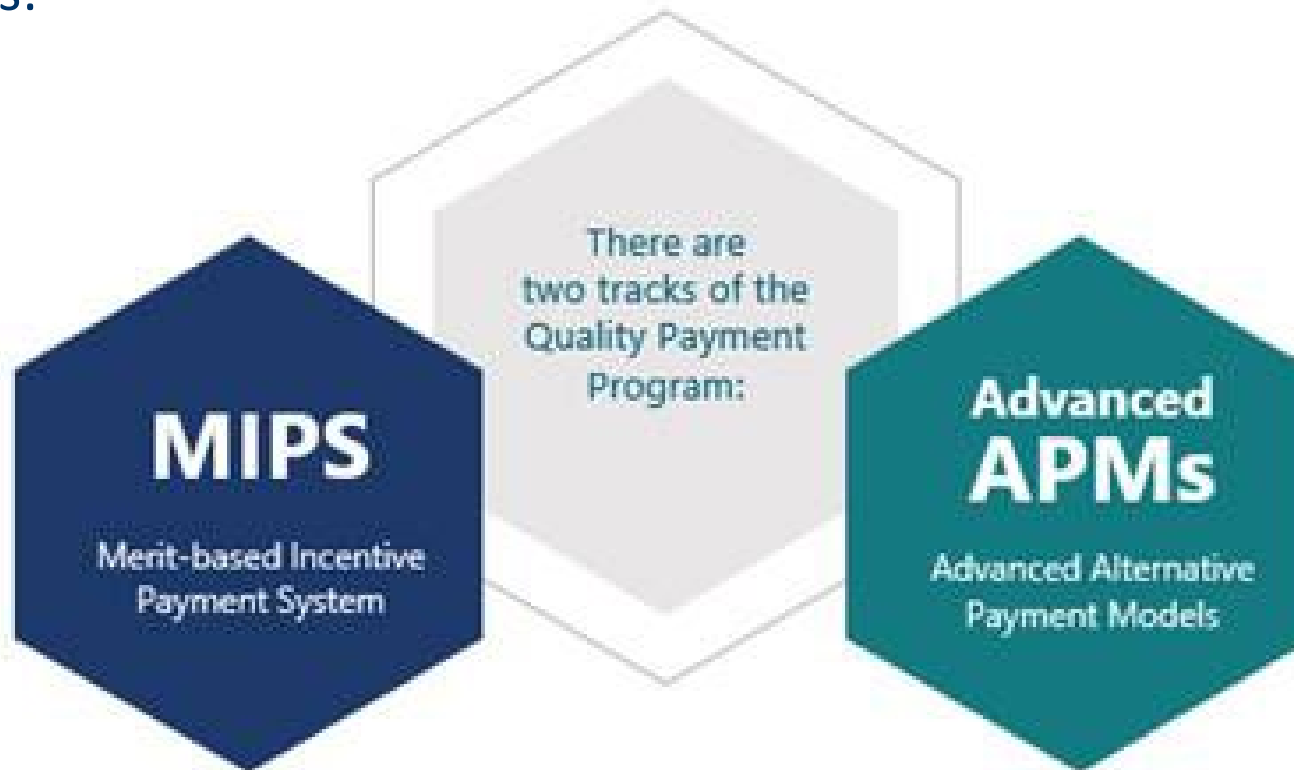 There are
two tracks of the
Quality Payment
Program:
MIPS
Merit-based Incentive
Payment System
Advanced
APMs
Advanced Alternative
Payment Models